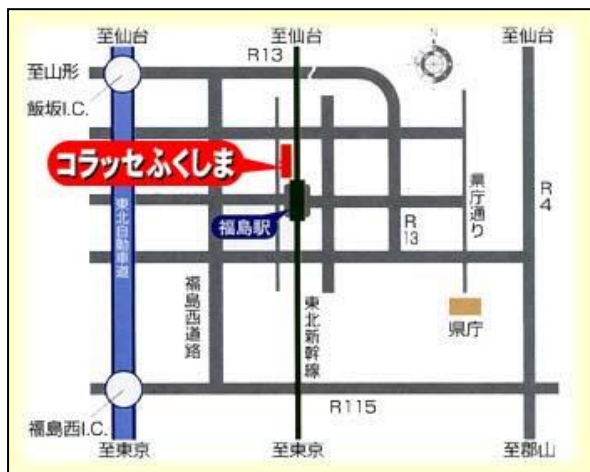 至仙台
至仙台
至仙台
R13
至山形
飯坂I.C.
コラッセふくしま
福島駅
東北自動車道
福島西道路
東北新幹線
R
13
県庁通り
R4
県庁
R115
福島西I.C.
至東京
至東京
至郡山